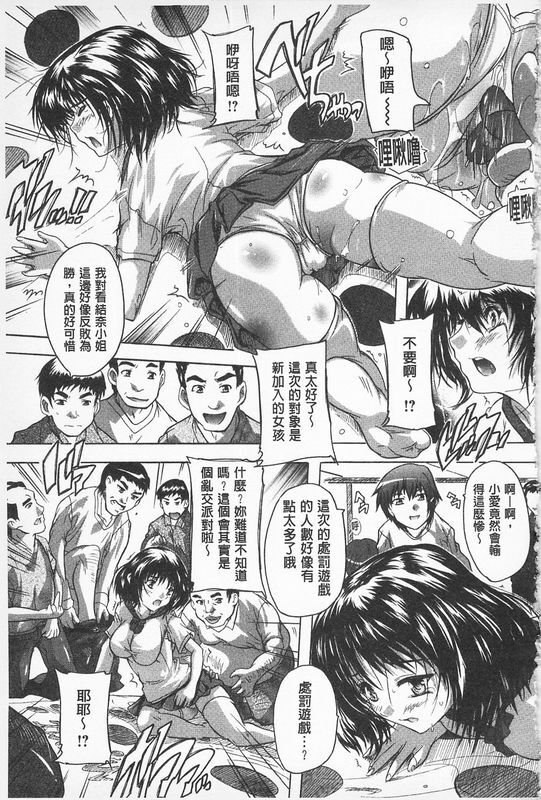 嗯～咿唔
～
咿呀唔
嗯!?
哩啾嚕
哩啾
不要啊～!?
真太好了～
這次的對象是
新加入的女孩
我對看結奈小姐
這邊好像反敗為
勝，真的好可惜
啊ー啊，
小愛竟然會輸
得這麼慘～
呼
這次的處罰遊戲
的人數好像有
點太多了哦
處罰遊戲…?
什麼?妳難道不知道
嗎?這個會其實是
個亂交派對啦～
耶耶～!?